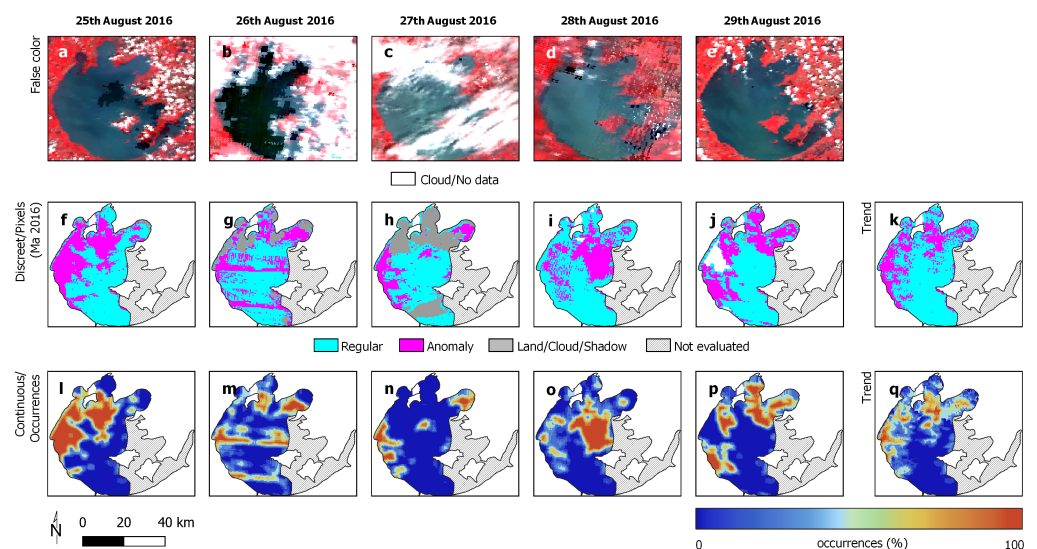 25th August 2016 26th August 2016 27th August 2016 28th August 2016 29th August 2016
False color
a b c d e
Cloud/No data
Discreet/Pixels
(Ma 2016)
f g h i j
Trend
k
Regular Anomaly Land/Cloud/Shadow Not evaluated
Continuous/
Occurrences
l m n o p
Trend
q
N
0 20 40 km
0 occurrences (%) 100